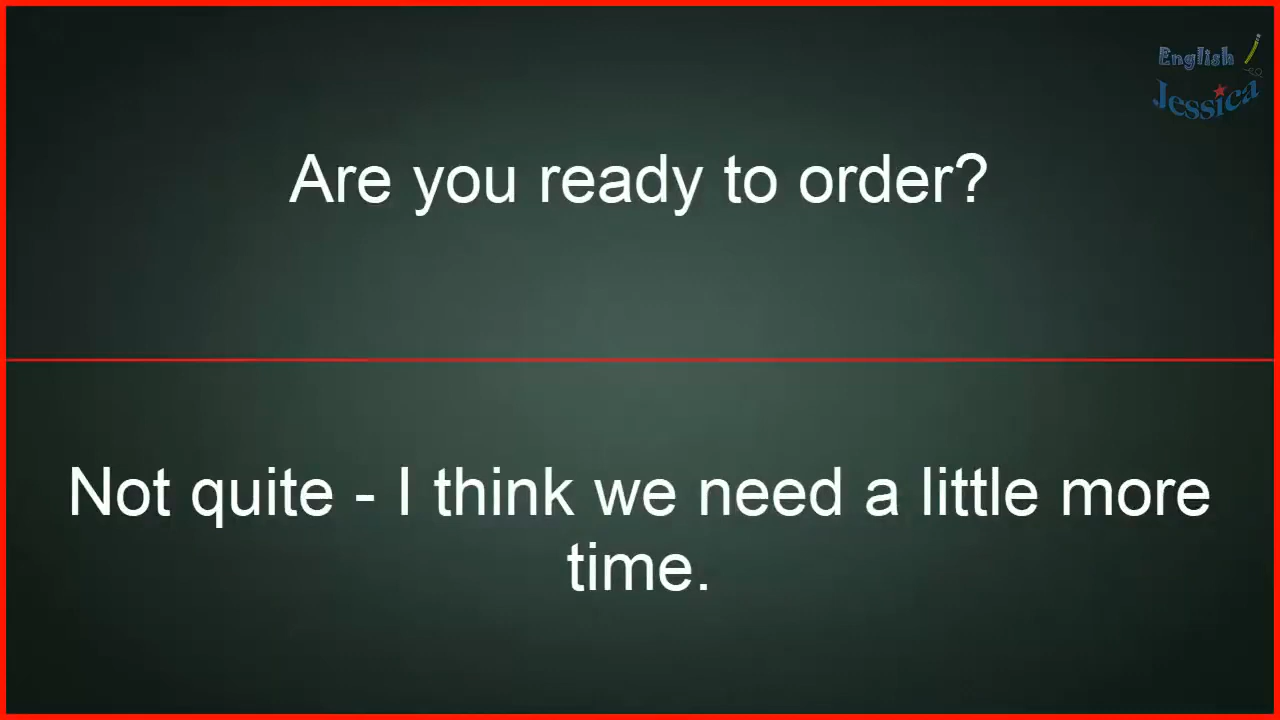 English
Jessica
Are you ready to order?
Not quite - I think we need a little more
time.